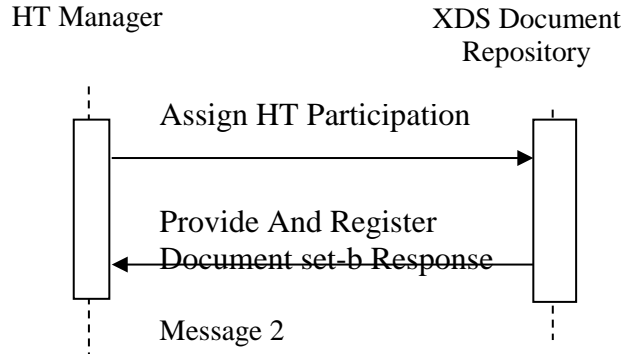 HT Manager
XDS Document
Repository
Assign HT Participation
Provide And Register
Document set-b Response
Message 2